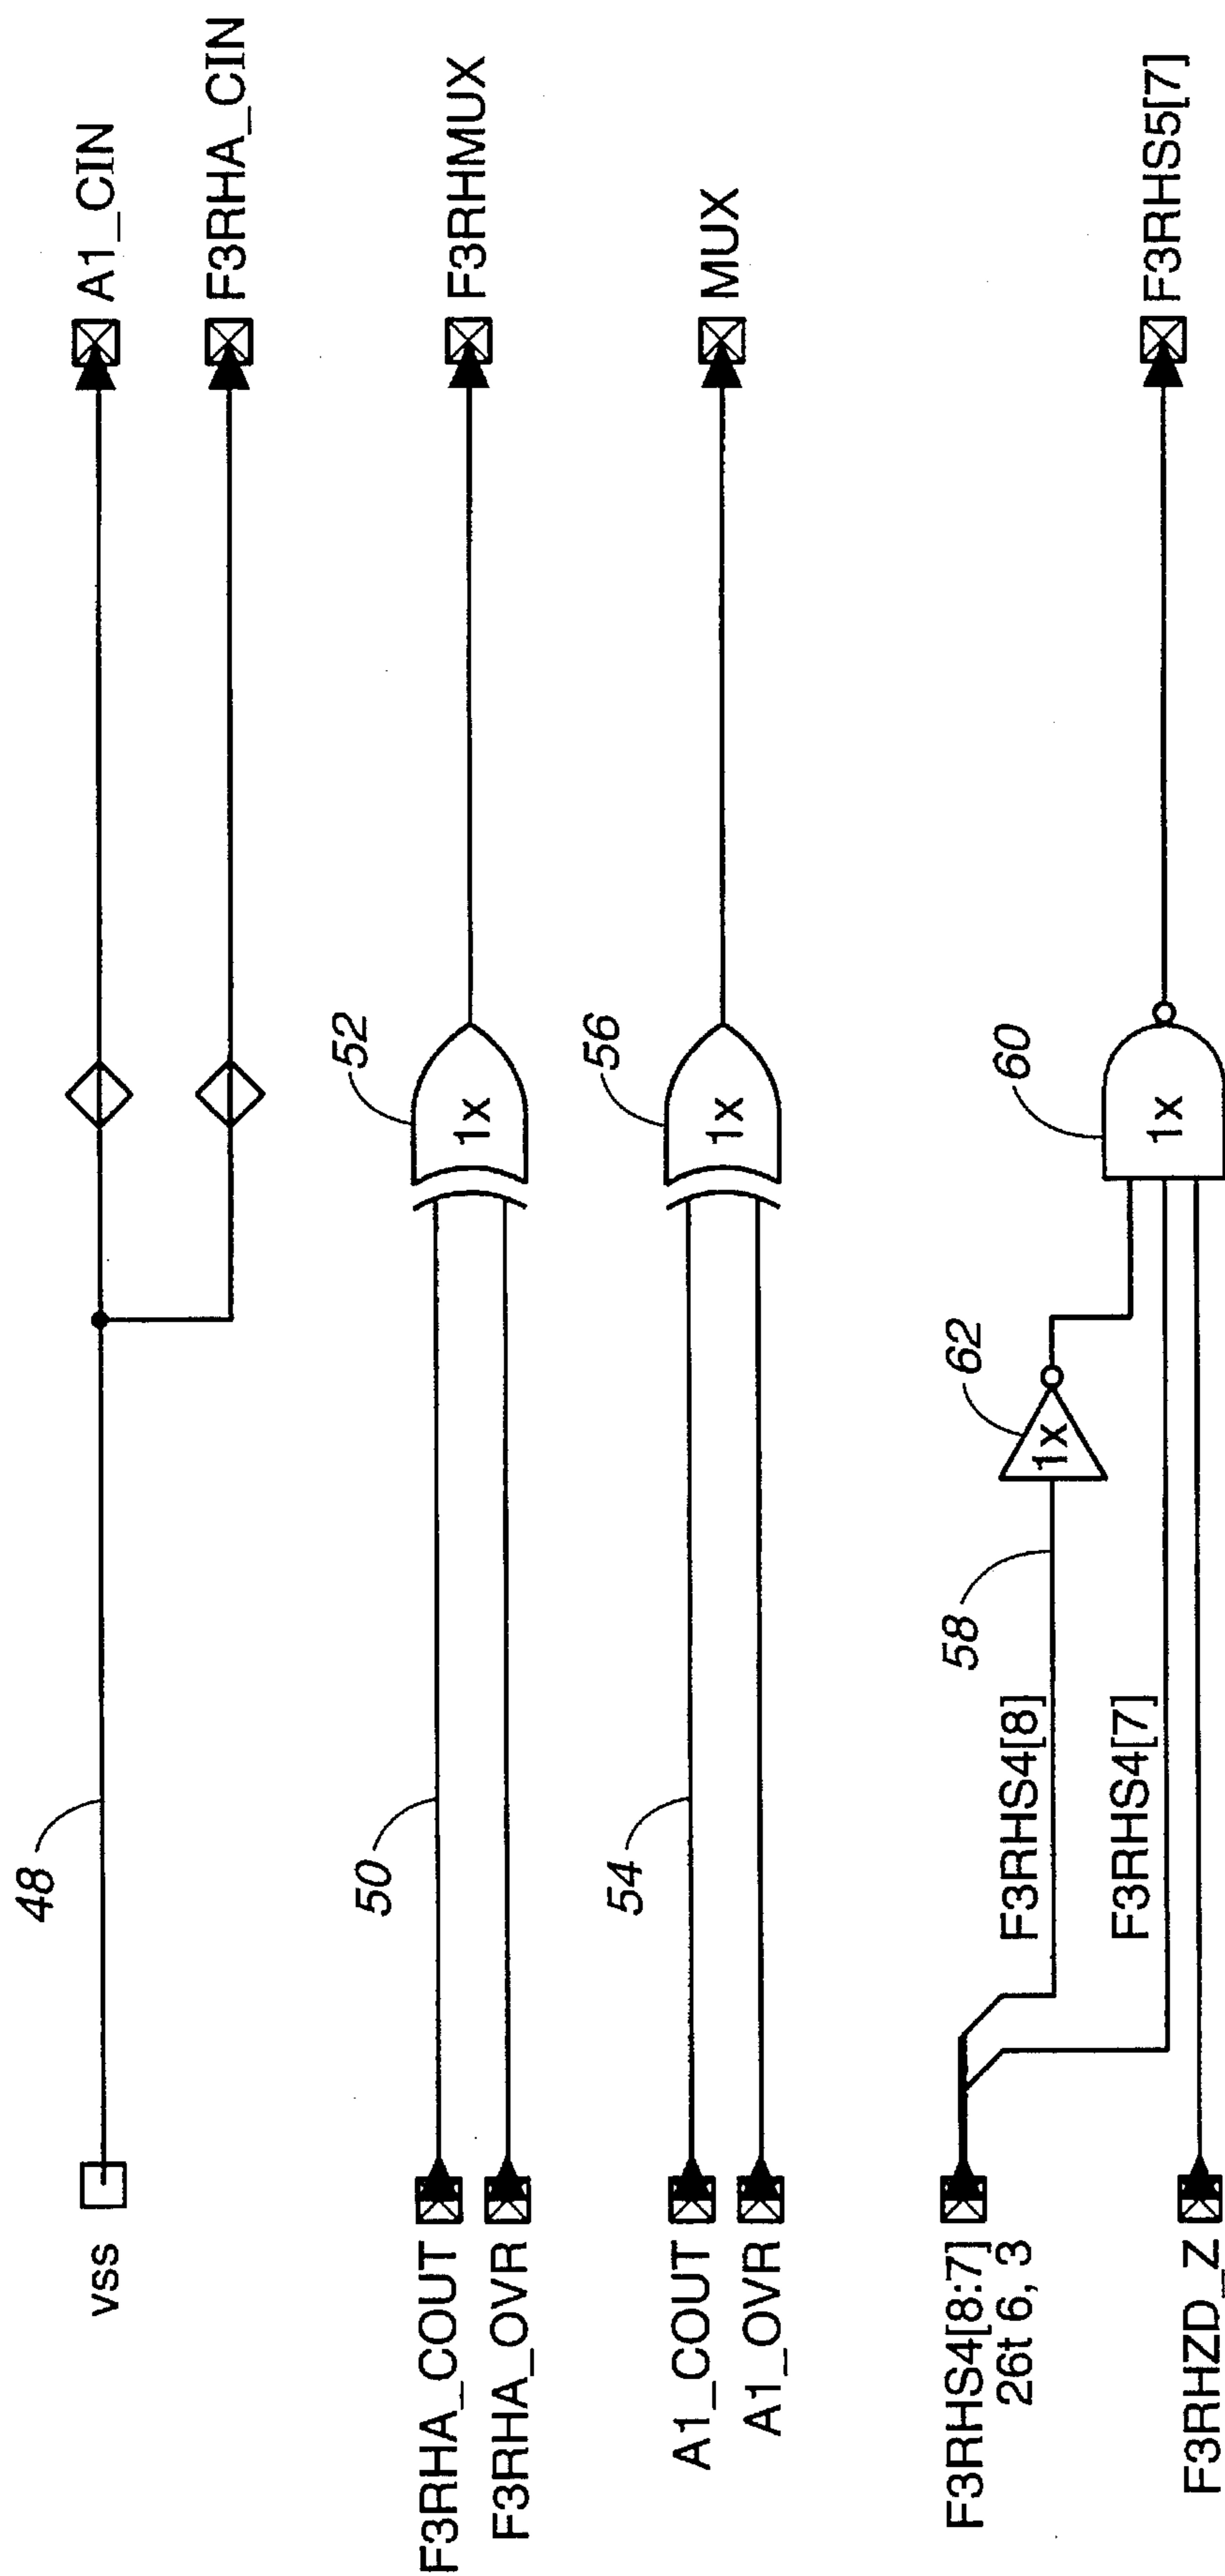 vss
48
A1_CIN
F3RHA_CIN
F3RHA_COUT
F3RHA_OVR
50
52
1x
F3RHMUX
A1_COUT
A1_OVR
54
56
1x
MUX
F3RHS4[8:7]
26t 6, 3
F3RHS4[8]
58
62
1x
F3RHS4[7]
60
1x
F3RHS5[7]
F3RHZD_Z